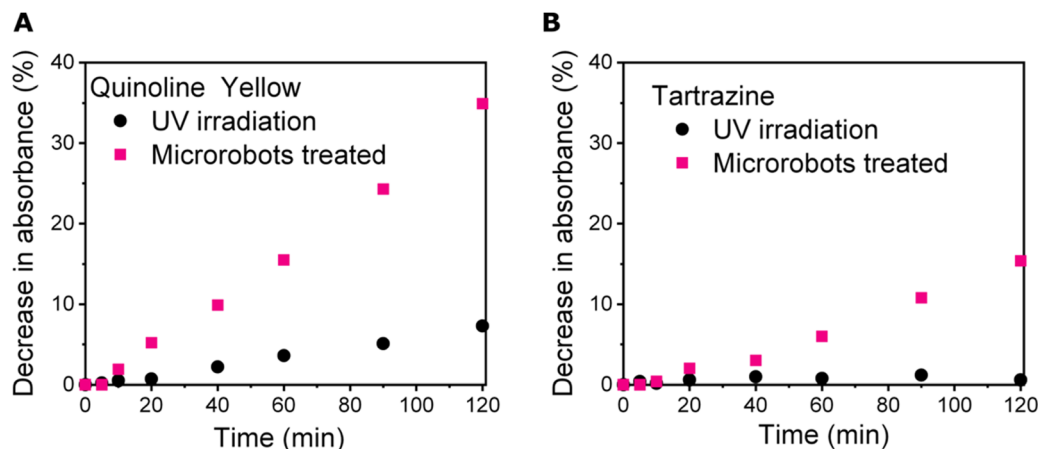 A
Decrease in absorbance (%)
40
30
20
10
0
Quinoline Yellow
UV irradiation
Microrobots treated
0 20 40 60 80 100 120
Time (min)
B
Decrease in absorbance (%)
40
30
20
10
0
Tartrazine
UV irradiation
Microrobots treated
0 20 40 60 80 100 120
Time (min)